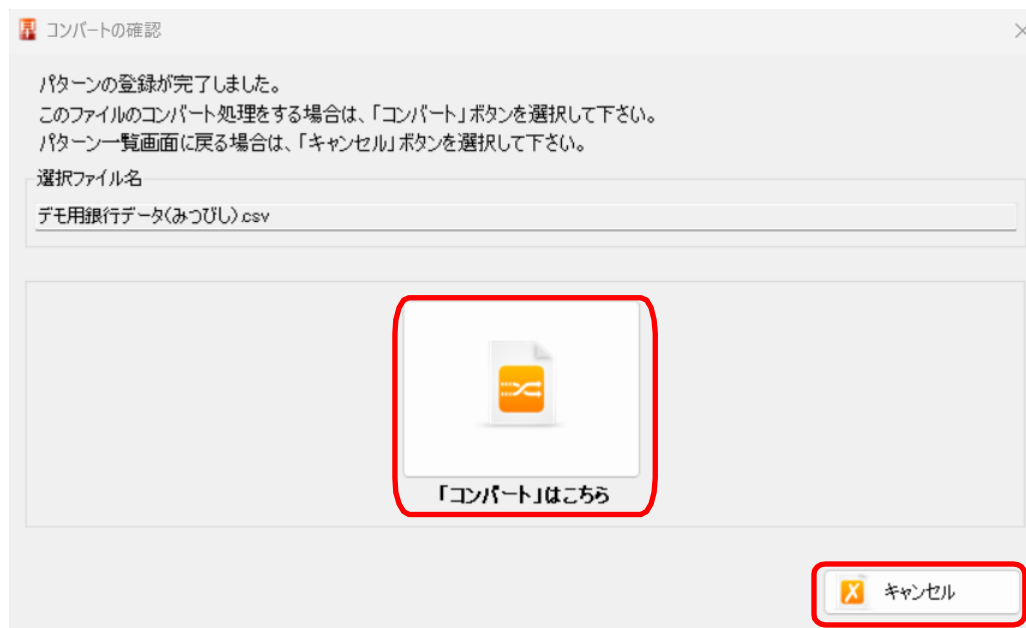 コンバートの確認
パターンの登録が完了しました。
このファイルのコンバート処理をする場合は、「コンバート」ボタンを選択して下さい。
パターン一覧画面に戻る場合は、「キャンセル」ボタンを選択して下さい。
選択ファイル名
デモ用銀行データ(みつびし).csv
「コンバート」はこちら
キャンセル